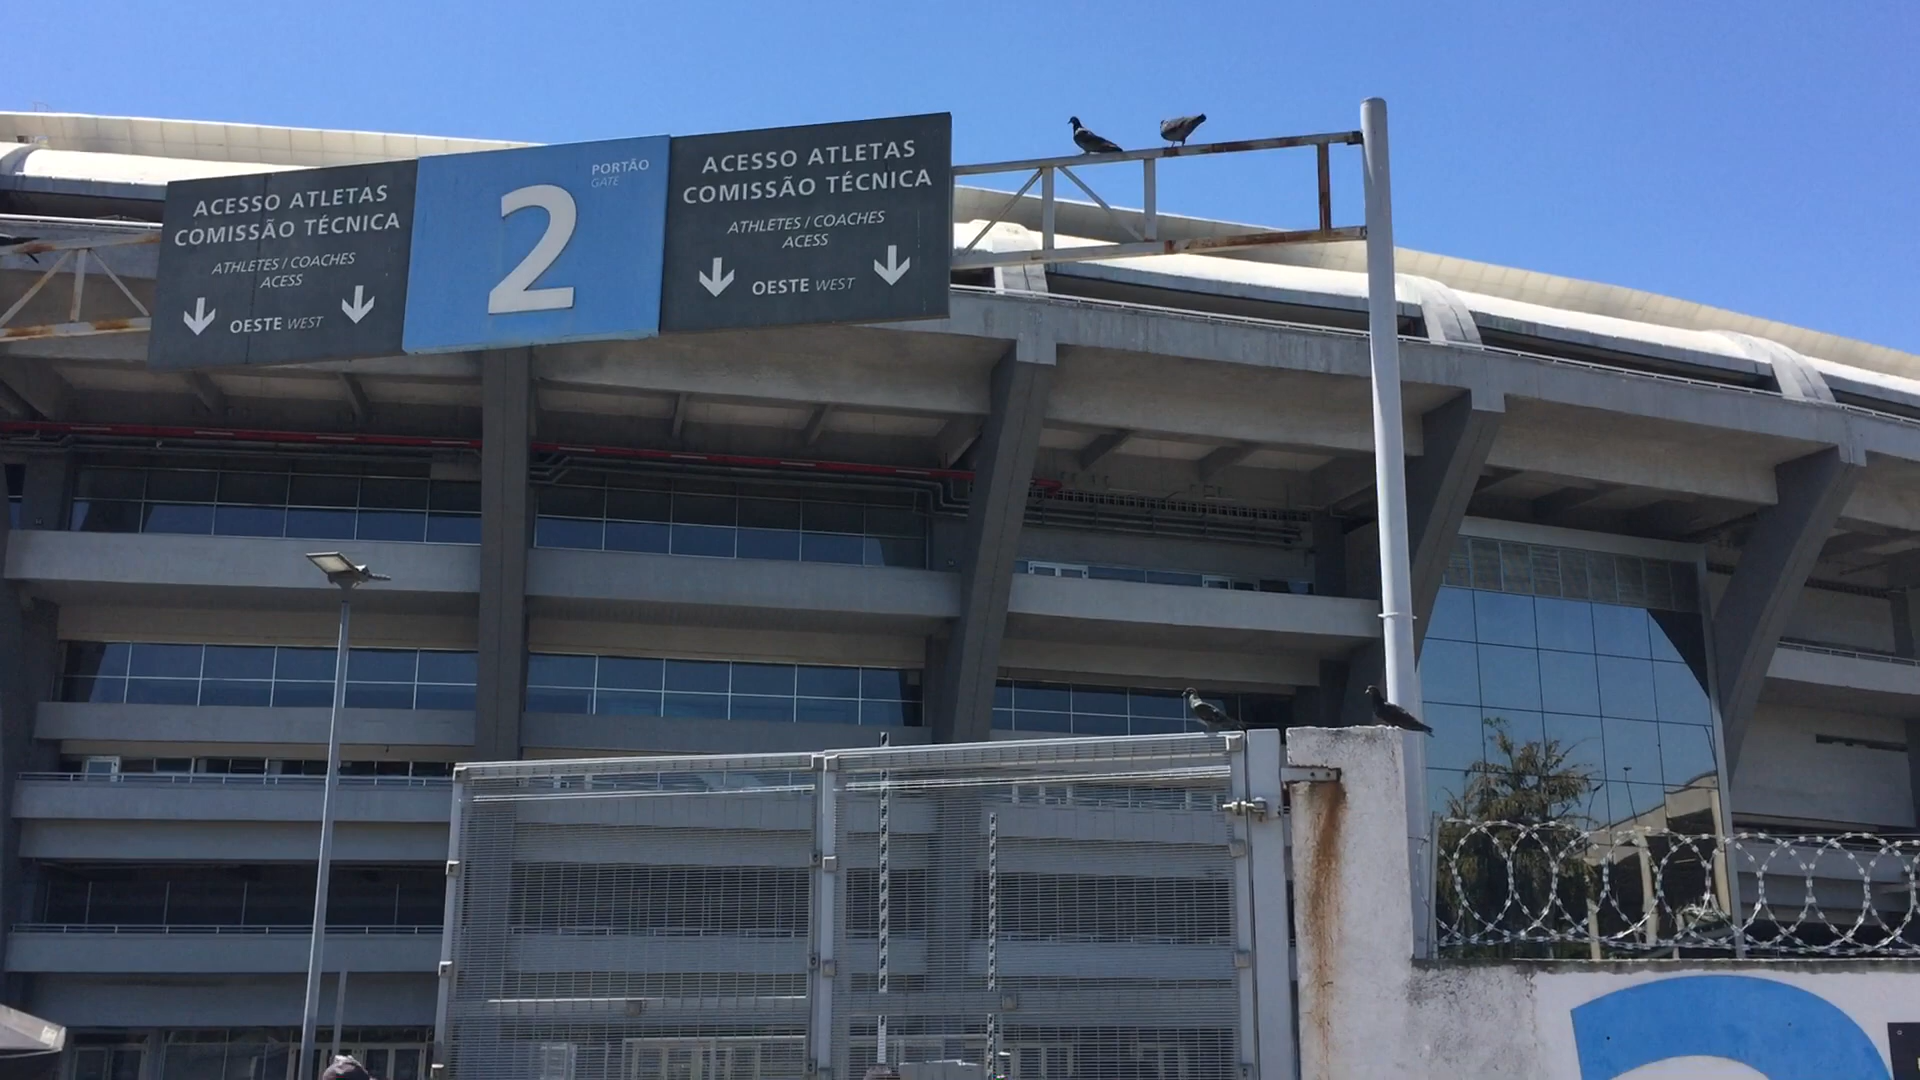 ACESSO ATLETAS
COMISSÃO TÉCNICA
ATHLETES / COACHES
ACESS
OESTE WEST
PORTÃO
GATE
2
ACESSO ATLETAS
COMISSÃO TÉCNICA
ATHLETES / COACHES
ACESS
OESTE WEST